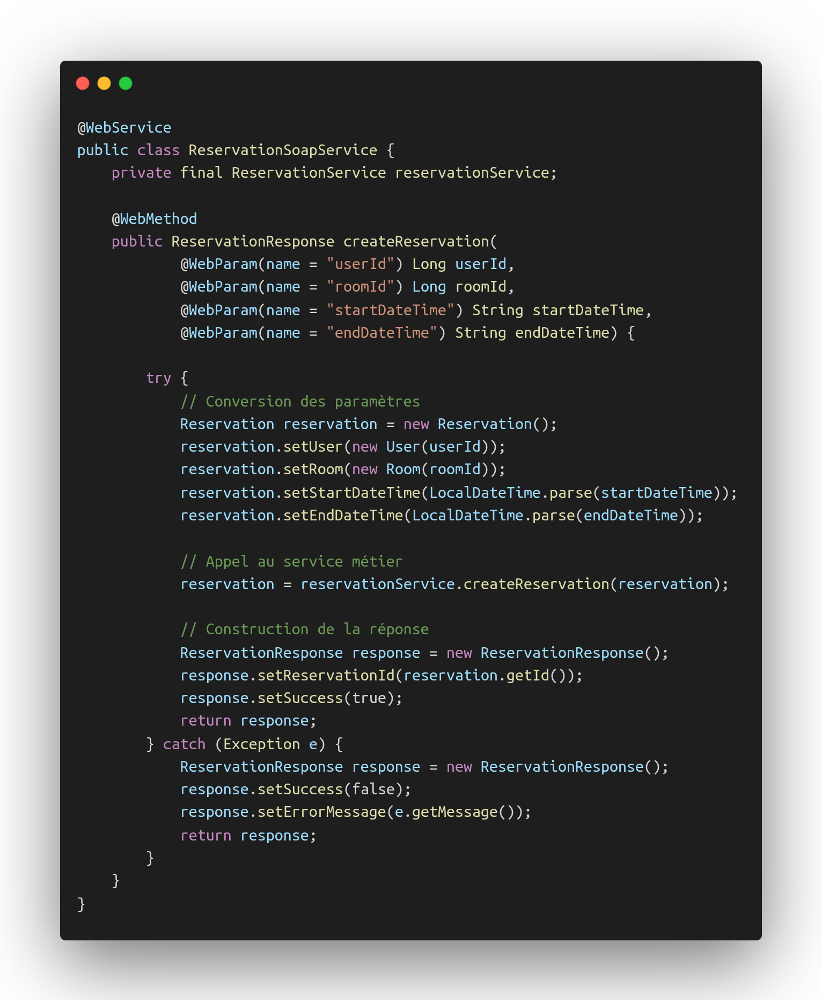 @WebService
public class ReservationSoapService {
    private final ReservationService reservationService;

    @WebMethod
    public ReservationResponse createReservation(
            @WebParam(name = "userId") Long userId,
            @WebParam(name = "roomId") Long roomId,
            @WebParam(name = "startDateTime") String startDateTime,
            @WebParam(name = "endDateTime") String endDateTime) {

        try {
            // Conversion des paramètres
            Reservation reservation = new Reservation();
            reservation.setUser(new User(userId));
            reservation.setRoom(new Room(roomId));
            reservation.setStartDateTime(LocalDateTime.parse(startDateTime));
            reservation.setEndDateTime(LocalDateTime.parse(endDateTime));

            // Appel au service métier
            reservation = reservationService.createReservation(reservation);

            // Construction de la réponse
            ReservationResponse response = new ReservationResponse();
            response.setReservationId(reservation.getId());
            response.setSuccess(true);
            return response;
        } catch (Exception e) {
            ReservationResponse response = new ReservationResponse();
            response.setSuccess(false);
            response.setErrorMessage(e.getMessage());
            return response;
        }
    }
}